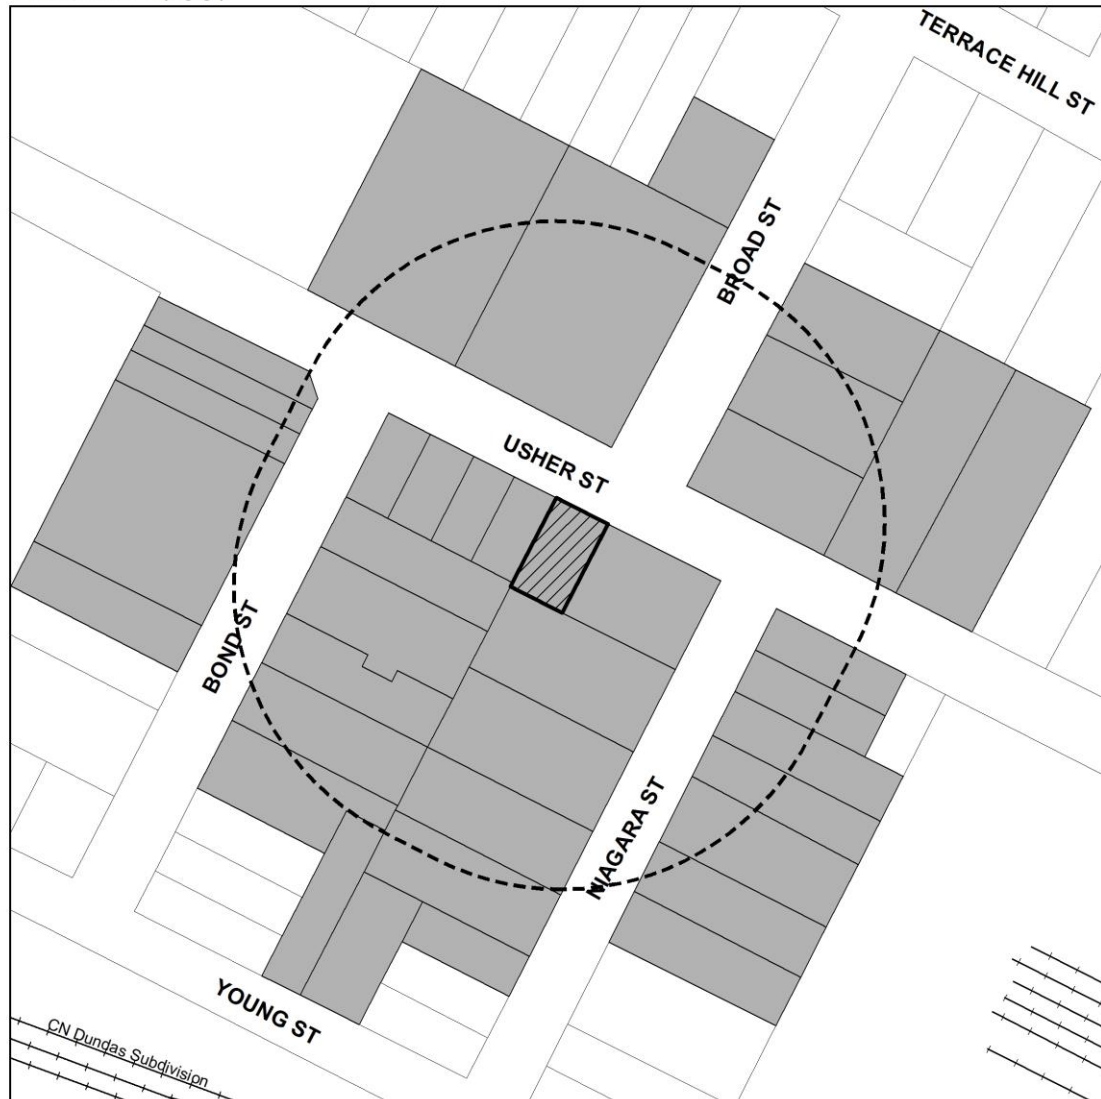 TERRACE HILL ST
BROAD ST
USHER ST
BOND ST
NIAGARA ST
YOUNG ST
CN Dundas Subdivision